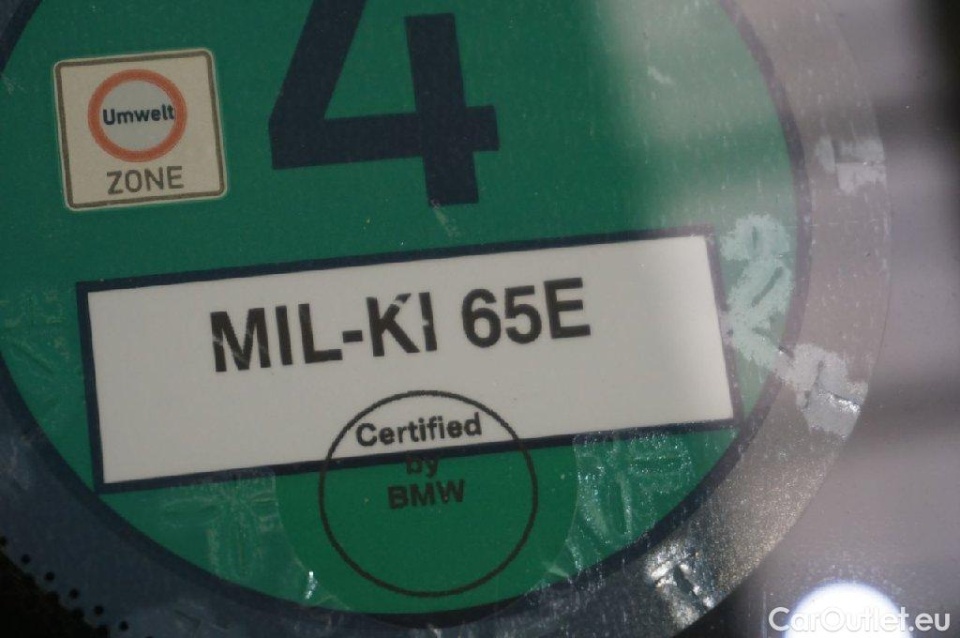 4
Umwelt
ZONE
MIL-KI 65E
Certified
by
BMW
CarOutlet.eu